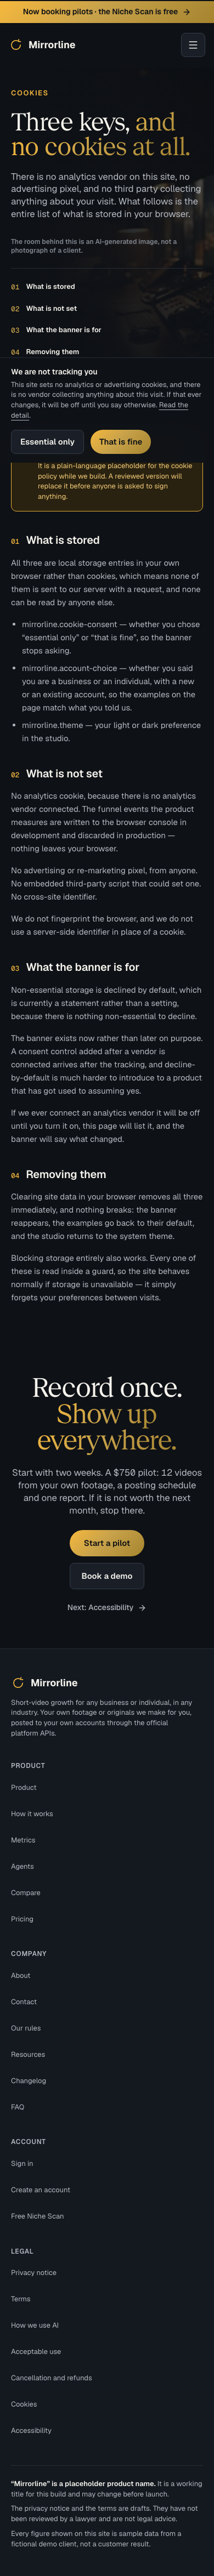 Now booking pilots · the Niche Scan is free →
Mirrorline
COOKIES
Three keys, and
no cookies at all.
There is no analytics vendor on this site, no
advertising pixel, and no third party collecting
anything about your visit. What follows is the
entire list of what is stored in your browser.
The room behind this is an AI-generated image, not a
photograph of a client.
01 What is stored
02 What is not set
03 What the banner is for
04 Removing them
We are not tracking you
This site sets no analytics or advertising cookies, and there
is no vendor collecting anything about this visit. If that ever
changes, it will be off until you say otherwise. Read the
detail.
Essential only
That is fine
It is a plain-language placeholder for the cookie
policy while we build. A reviewed version will
replace it before anyone is asked to sign
anything.
01 What is stored
All three are local storage entries in your own
browser rather than cookies, which means none of
them is sent to our server with a request, and none
can be read by anyone else.
• mirrorline.cookie-consent — whether you chose
"essential only" or "that is fine", so the banner
stops asking.
• mirrorline.account-choice — whether you said
you are a business or an individual, with a new
or an existing account, so the examples on the
page match what you told us.
• mirrorline.theme — your light or dark preference
in the studio.
02 What is not set
No analytics cookie, because there is no analytics
vendor connected. The funnel events the product
measures are written to the browser console in
development and discarded in production —
nothing leaves your browser.
No advertising or re-marketing pixel, from anyone.
No embedded third-party script that could set one.
No cross-site identifier.
We do not fingerprint the browser, and we do not
use a server-side identifier in place of a cookie.
03 What the banner is for
Non-essential storage is declined by default, which
is currently a statement rather than a setting,
because there is nothing non-essential to decline.
The banner exists now rather than later on purpose.
A consent control added after a vendor is
connected arrives after the tracking, and decline-
by-default is much harder to introduce to a product
that has got used to assuming yes.
If we ever connect an analytics vendor it will be off
until you turn it on, this page will list it, and the
banner will say what changed.
04 Removing them
Clearing site data in your browser removes all three
immediately, and nothing breaks: the banner
reappears, the examples go back to their default,
and the studio returns to the system theme.
Blocking storage entirely also works. Every one of
these is read inside a guard, so the site behaves
normally if storage is unavailable — it simply
forgets your preferences between visits.
Record once.
Show up
everywhere.
Start with two weeks. A $750 pilot: 12 videos
from your own footage, a posting schedule
and one report. If it is not worth the next
month, stop there.
Start a pilot
Book a demo
Next: Accessibility →
Mirrorline
Short-video growth for any business or individual, in any
industry. Your own footage or originals we make for you,
posted to your own accounts through the official
platform APIs.
PRODUCT
Product
How it works
Metrics
Agents
Compare
Pricing
COMPANY
About
Contact
Our rules
Resources
Changelog
FAQ
ACCOUNT
Sign in
Create an account
Free Niche Scan
LEGAL
Privacy notice
Terms
How we use AI
Acceptable use
Cancellation and refunds
Cookies
Accessibility
"Mirrorline" is a placeholder product name. It is a working
title for this build and may change before launch.
The privacy notice and the terms are drafts. They have not
been reviewed by a lawyer and are not legal advice.
Every figure shown on this site is sample data from a
fictional demo client, not a customer result.